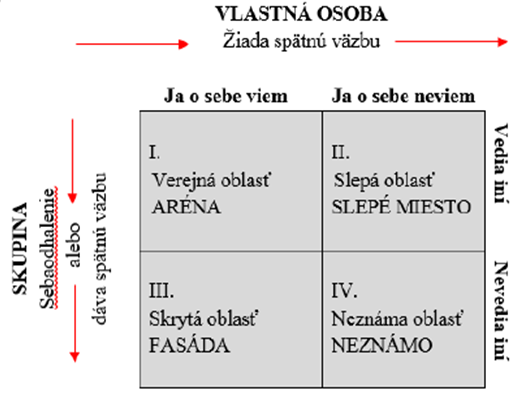 VLASTNÁ OSOBA
Žiada spätnú väzbu
Ja o sebe viem
Ja o sebe neviem
I.
Verejná oblasť
ARÉNA
II.
Slepá oblasť
SLEPÉ MIESTO
Vedia iní
SKUPINA
Sebaodhalenie
alebo
dáva spätnú väzbu
III.
Skrytá oblasť
FASÁDA
IV.
Neznáma oblasť
NEZNÁMO
Nevedia iní